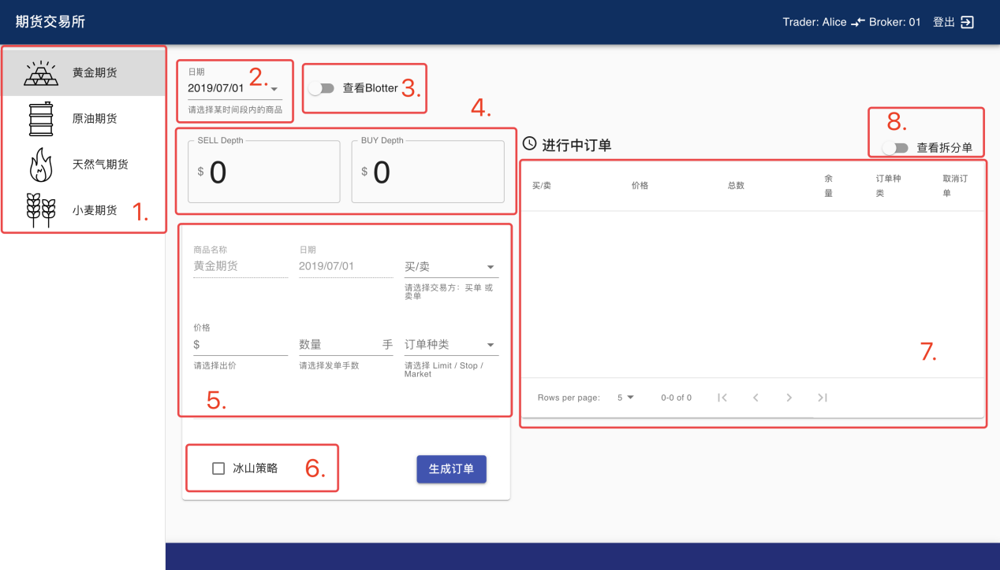 期货交易所
Trader: Alice Broker: 01 登出
黄金期货
原油期货
天然气期货
小麦期货 1.
日期
2019/07/01 2.
请选择某时间段内的商品
查看Blotter 3.
4.
SELL Depth
$ 0
BUY Depth
$ 0
商品名称
黄金期货
日期
2019/07/01
买/卖
请选择交易方：买单 或
卖单
价格
$
请选择出价
数量 手
请选择发单手数
订单种类
请选择 Limit / Stop /
Market
5.
冰山策略 6.
生成订单
进行中订单
8.
查看拆分单
买/卖 价格 总数 余
量 订单种
类 取消订
单
7.
Rows per page: 5 0-0 of 0